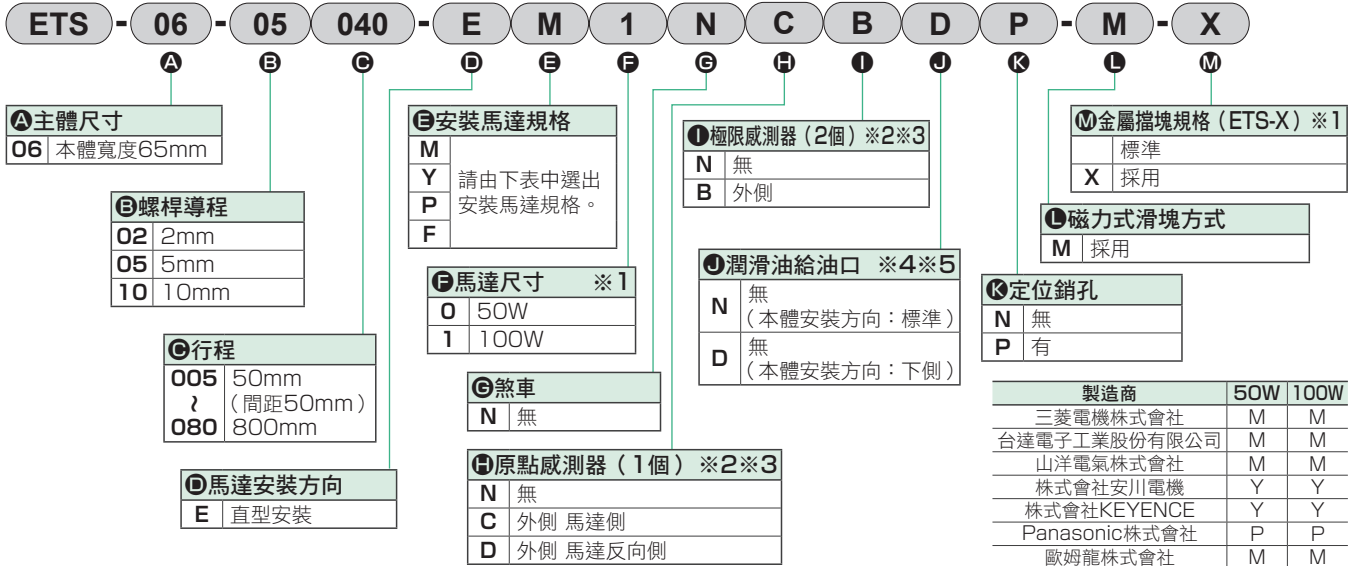 ETS - 06 - 05 040 - E M 1 N C B D P - M - X
Ⓐ Ⓑ Ⓒ Ⓓ Ⓔ Ⓕ Ⓖ Ⓗ Ⓘ Ⓙ Ⓚ Ⓛ Ⓜ
Ⓐ主體尺寸
06 本體寬度65mm
Ⓑ螺桿導程
02 2mm
05 5mm
10 10mm
Ⓒ行程
005 50mm
~ (間距50mm)
080 800mm
Ⓓ馬達安裝方向
E 直型安裝
Ⓔ安裝馬達規格
M
Y
P
F
請由下表中選出
安裝馬達規格。
Ⓕ馬達尺寸 ※1
0 50W
1 100W
Ⓖ煞車
N 無
Ⓗ原點感測器(1個) ※2※3
N 無
C 外側 馬達側
D 外側 馬達反向側
Ⓘ極限感測器(2個)※2※3
N 無
B 外側
Ⓙ潤滑油給油口 ※4※5
N 無
(本體安裝方向:標準)
D 無
(本體安裝方向:下側)
Ⓚ定位銷孔
N 無
P 有
Ⓛ磁力式滑塊方式
M 採用
Ⓜ金屬擋塊規格(ETS-X)※1
標準
X 採用
製造商 50W 100W
三菱電機株式會社 M M
台達電子工業股份有限公司 M M
山洋電氣株式會社 M M
株式會社安川電機 Y Y
株式會社KEYENCE Y Y
Panasonic株式會社 P P
歐姆龍株式會社 M M